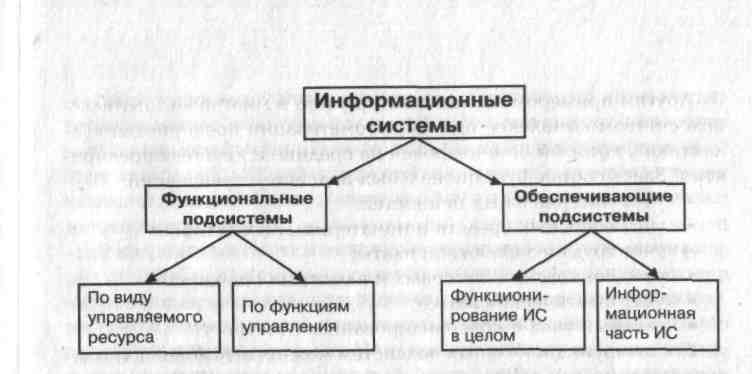 Информационные
системы
Функциональные
подсистемы
Обеспечивающие
подсистемы
По виду
управляемого
ресурса
По функциям
управления
Функциони-
рование ИС
в целом
Инфор-
мационная
часть ИС